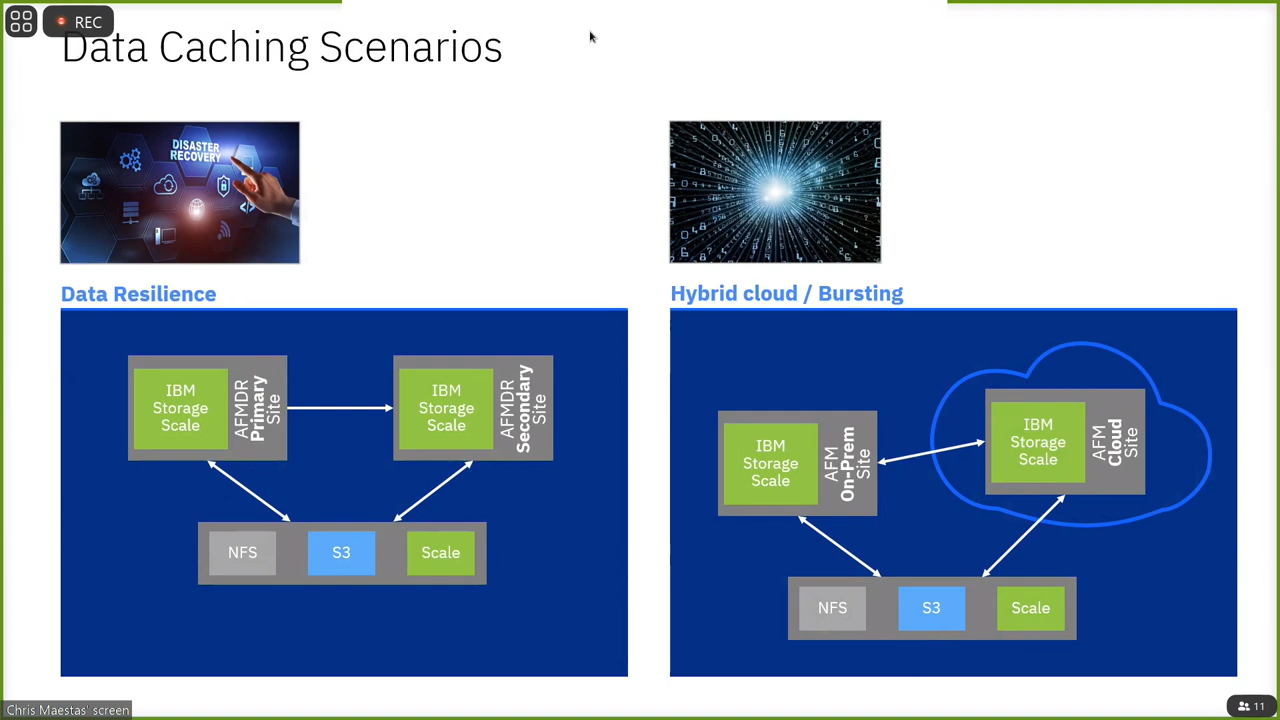 REC
Data Caching Scenarios
DISASTER
RECOVERY
Data Resilience
IBM
Storage
Scale
AFMDR
Primary
Site
IBM
Storage
Scale
AFMDR
Secondary
Site
NFS
S3
Scale
Hybrid cloud / Bursting
IBM
Storage
Scale
AFM
On-Prem
Site
IBM
Storage
Scale
AFM
Cloud
Site
NFS
S3
Scale
Chris Maestas' screen
11